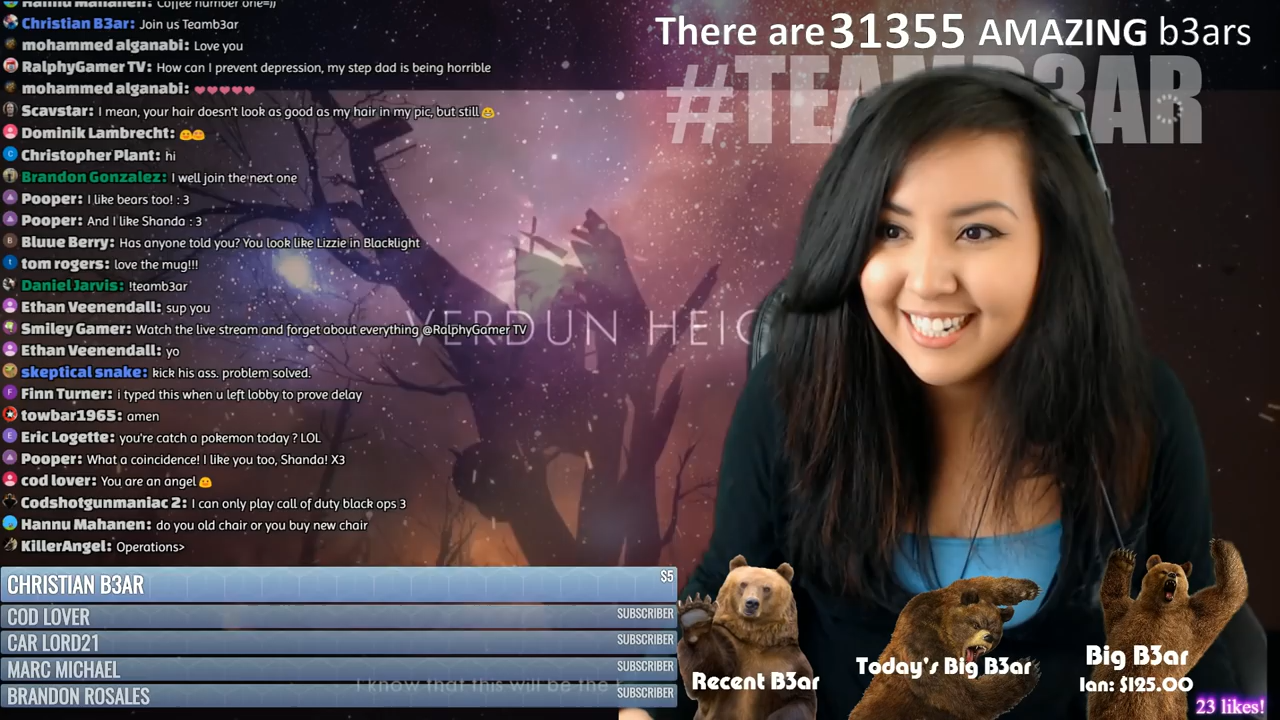 Hannu Mahanen: Coffee number one=))
Christian B3ar: Join us Teamb3ar
mohammed alganabi: Love you
RalphyGamer TV: How can I prevent depression, my step dad is being horrible
mohammed alganabi: ❤❤❤❤❤
Scavstar: I mean, your hair doesn't look as good as my hair in my pic, but still 😊
Dominik Lambrecht:
Christopher Plant: hi
Brandon Gonzalez: I well join the next one
Pooper: I like bears too! : 3
Pooper: And I like Shanda : 3
Bluue Berry: Has anyone told you? You look like Lizzie in Blacklight
tom rogers: love the mug!!!
Daniel Jarvis: !teamb3ar
Ethan Veenendall: sup you
Smiley Gamer: Watch the live stream and forget about everything @RalphyGamer TV
Ethan Veenendall: yo
skeptical snake: kick his ass. problem solved.
Finn Turner: i typed this when u left lobby to prove delay
towbar1965: amen
Eric Logette: you're catch a pokemon today ? LOL
Pooper: What a coincidence! I like you too, Shanda! X3
cod lover: You are an angel
Codshotgunmaniac 2: I can only play call of duty black ops 3
Hannu Mahanen: do you old chair or you buy new chair
KillerAngel: Operations>
There are 31355 AMAZING b3ars
#TEAMB3AR
VERDUN HEIG
CHRISTIAN B3AR $5
COD LOVER SUBSCRIBER
CAR LORD21 SUBSCRIBER
MARC MICHAEL SUBSCRIBER
BRANDON ROSALES SUBSCRIBER
I know that this will be the
Recent B3ar
Today's Big B3ar
Big B3ar
Ian: $125.00
23 likes!